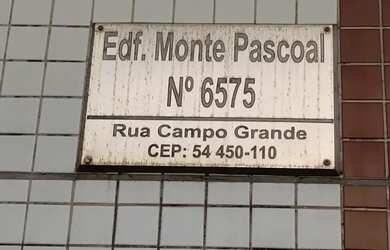 Edf. Monte Pascoal
Nº 6575
Rua Campo Grande
CEP: 54 450-110